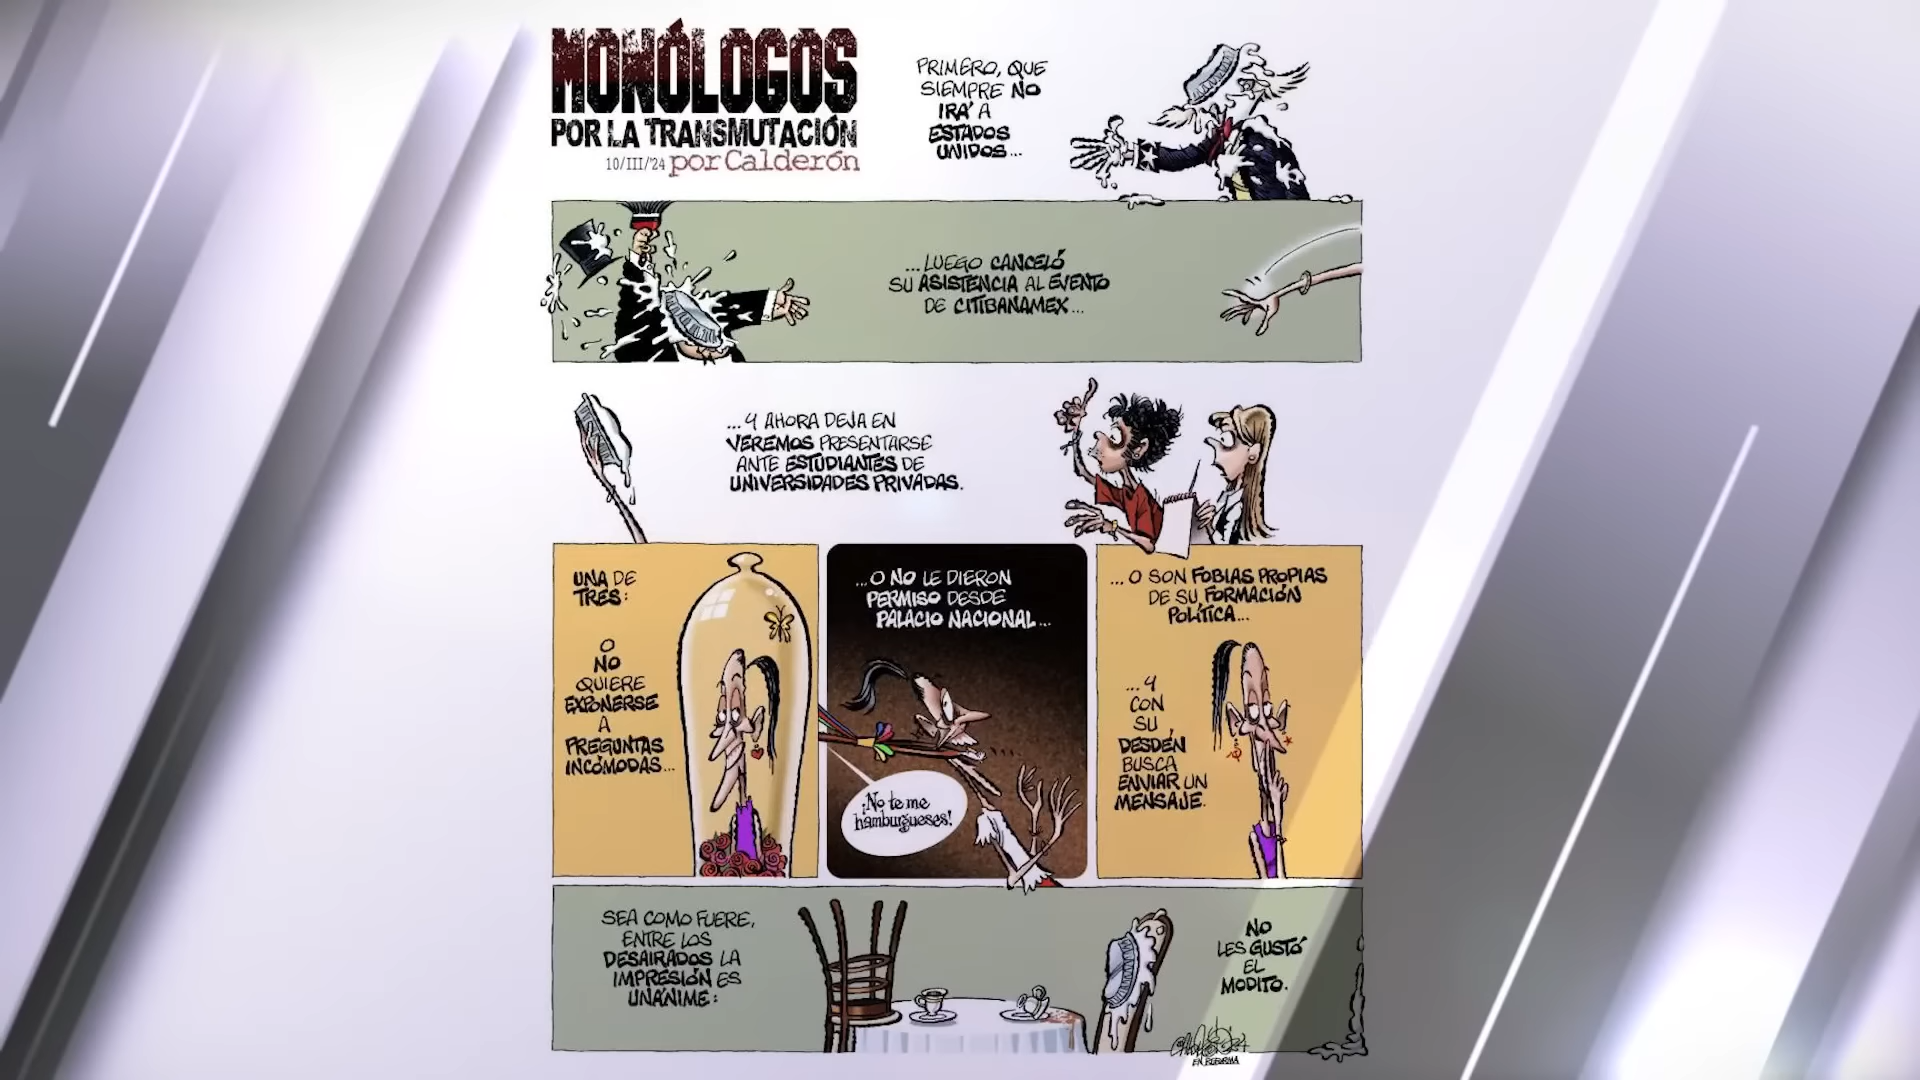 MONÓLOGOS
POR LA TRANSMUTACIÓN
10/III/'24 por Calderón
PRIMERO, QUE
SIEMPRE NO
IRÁ A
ESTADOS
UNIDOS...
...LUEGO CANCELÓ
SU ASISTENCIA AL EVENTO
DE CITIBANAMEX...
...Y AHORA DEJA EN
VEREMOS PRESENTARSE
ANTE ESTUDIANTES DE
UNIVERSIDADES PRIVADAS.
UNA DE
TRES:
O
NO
QUIERE
EXPONERSE
A
PREGUNTAS
INCÓMODAS...
...O NO LE DIERON
PERMISO DESDE
PALACIO NACIONAL...
¡No te me
hamburgueses!
...O SON FOBIAS PROPIAS
DE SU FORMACIÓN
POLÍTICA...
...Y
CON
SU
DESDÉN
BUSCA
ENVIAR UN
MENSAJE.
SEA COMO FUERE,
ENTRE LOS
DESAIRADOS LA
IMPRESIÓN ES
UNÁNIME:
NO
LES GUSTÓ
EL
MODITO.
EN REFORMA